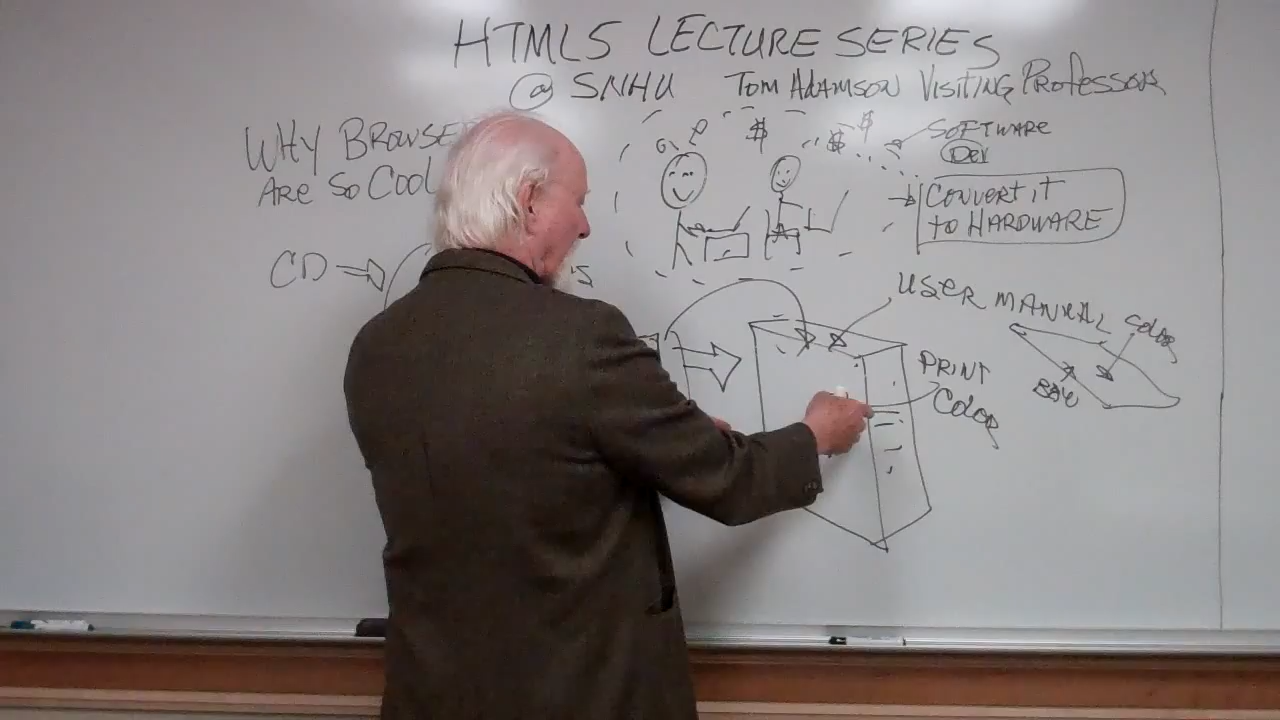 HTML5 LECTURE SERIES
@ SNHU TOM ADAMSON VISITING PROFESSOR
WHY BROWSE
ARE SO COOL
$ $ $
SOFTWARE
Dev
CONVERT IT
TO HARDWARE
CD
'S
USER MANUAL
COLOR
PRINT
COLOR